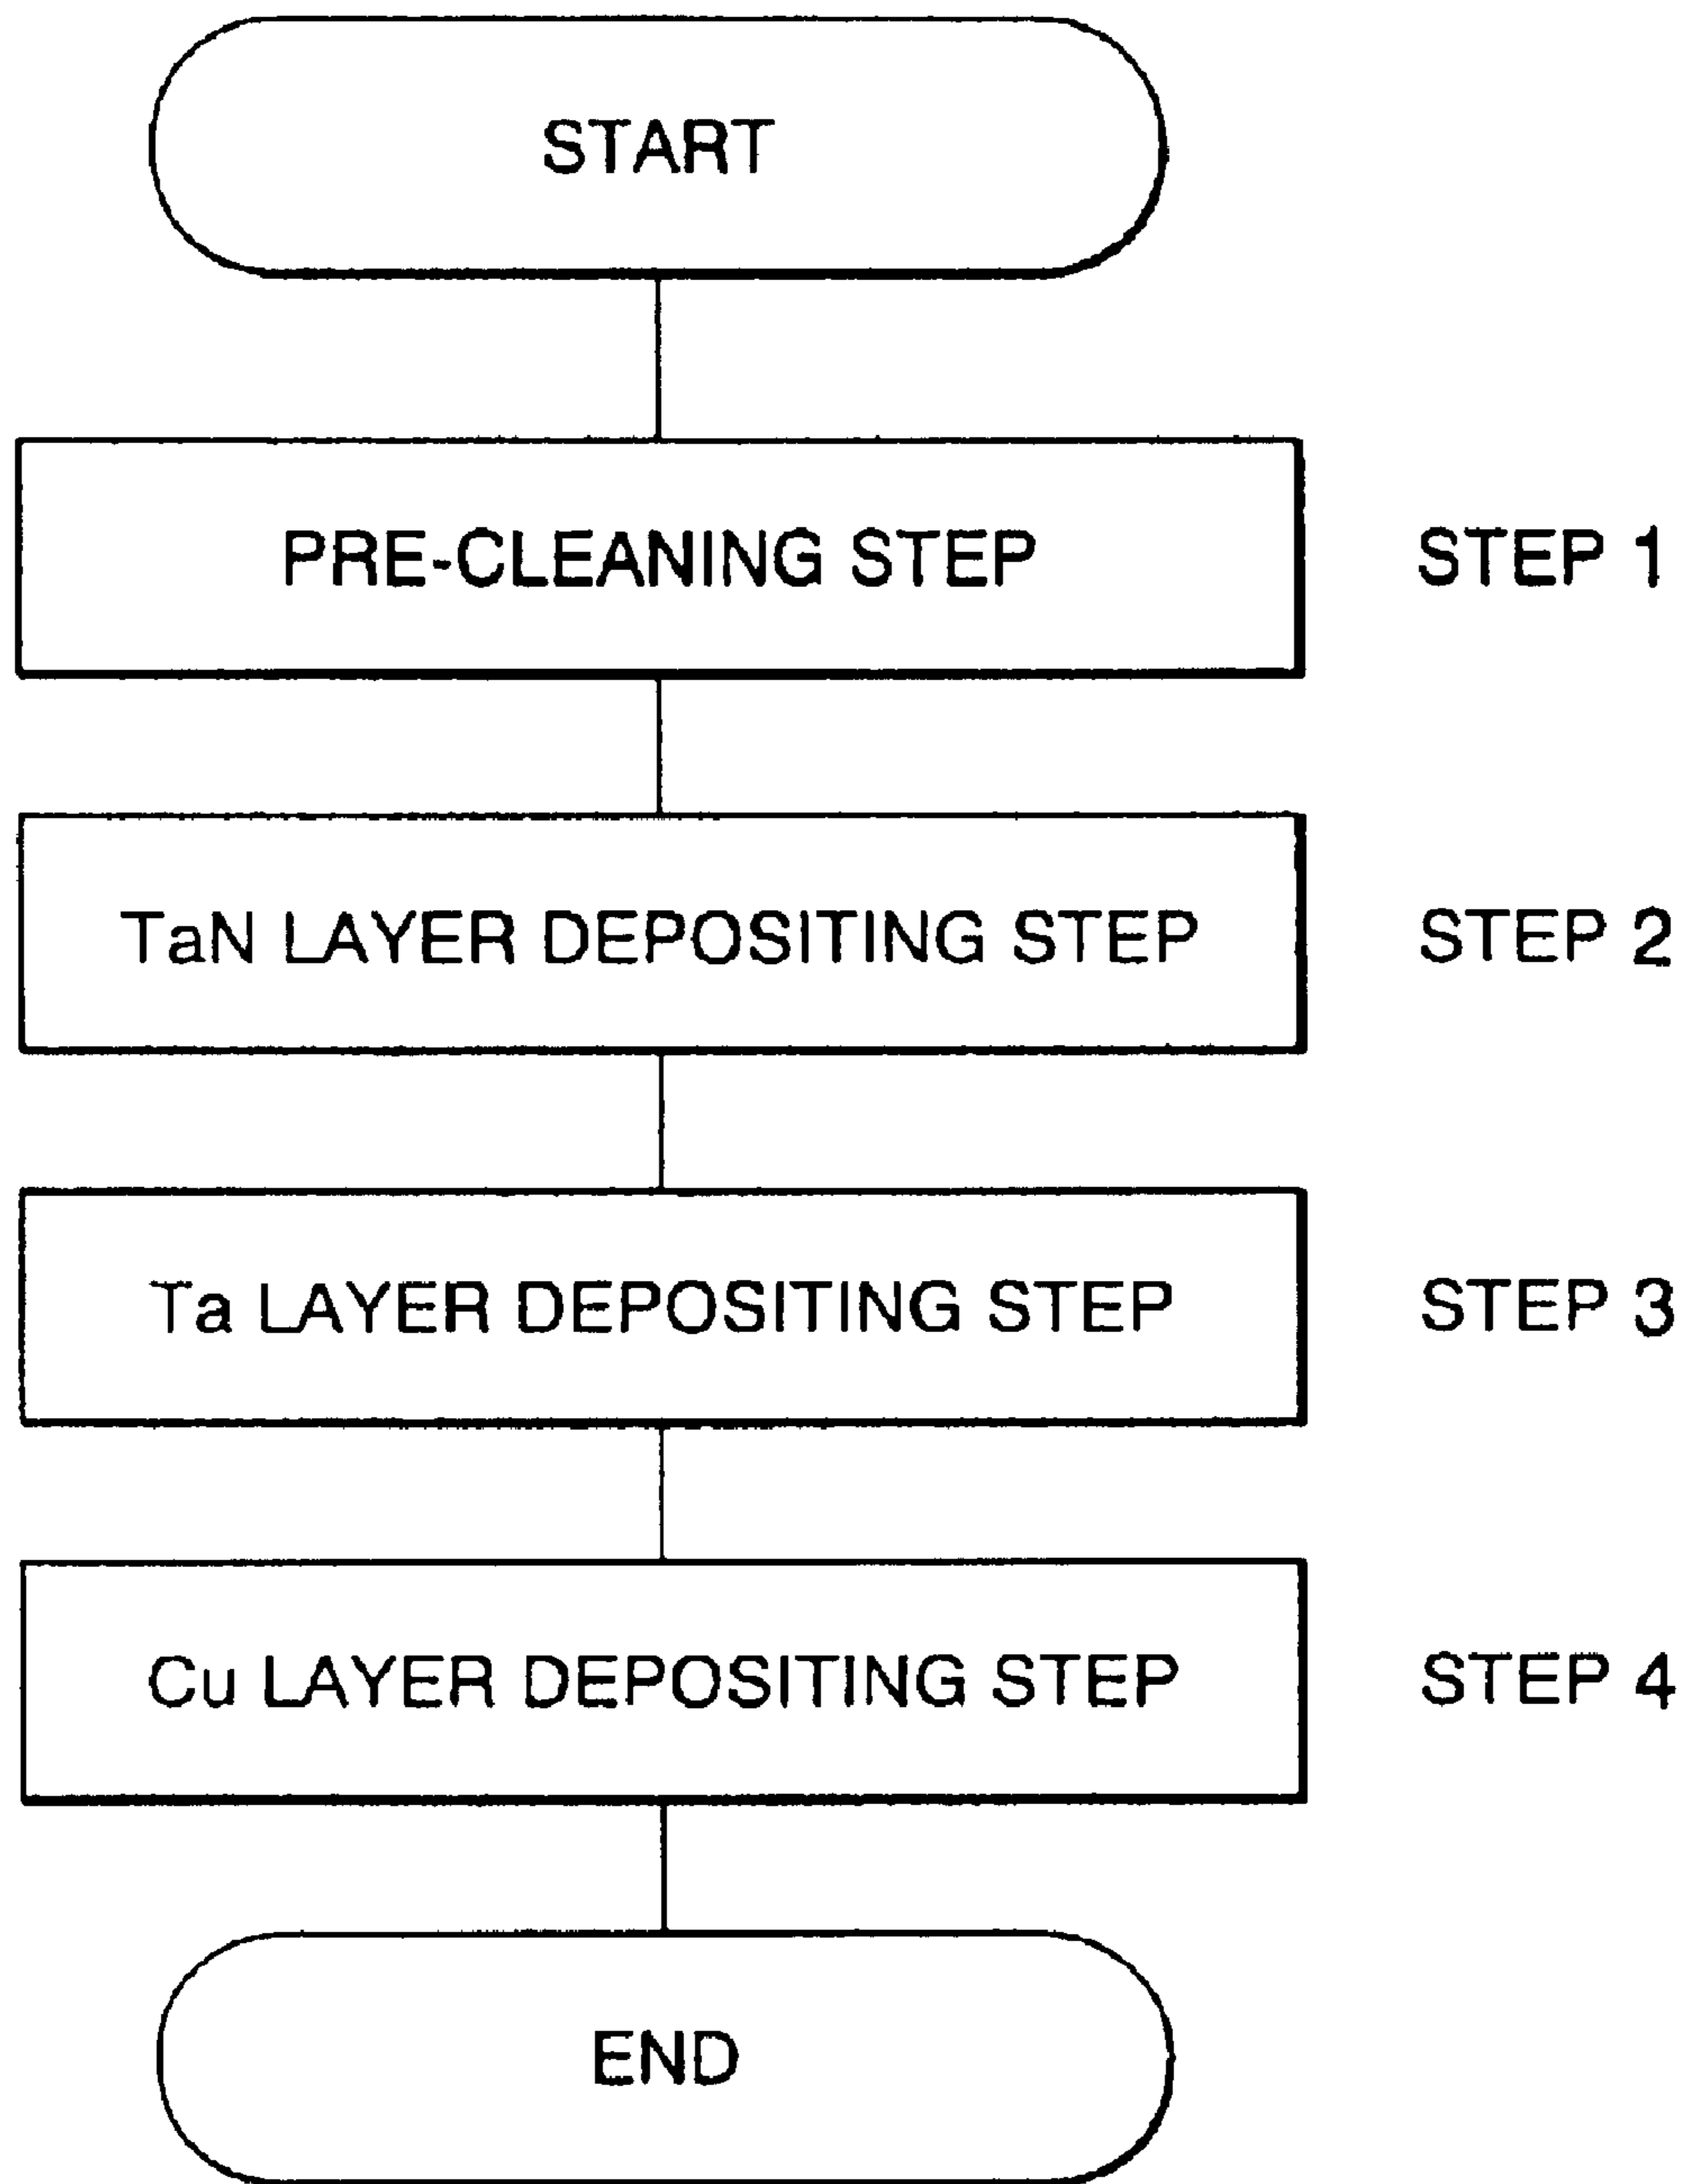 START
PRE-CLEANING STEP STEP 1
TaN LAYER DEPOSITING STEP STEP 2
Ta LAYER DEPOSITING STEP STEP 3
Cu LAYER DEPOSITING STEP STEP 4
END